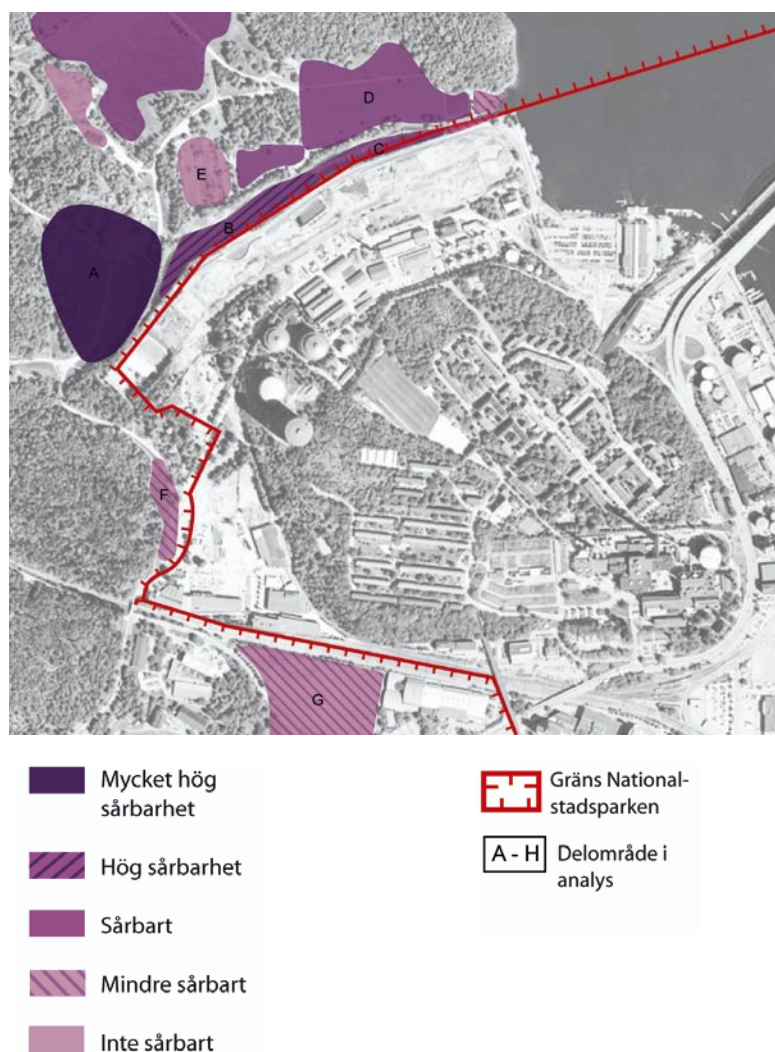 D
C
E
B
A
F
G
Mycket hög
sårbarhet
Hög sårbarhet
Sårbart
Mindre sårbart
Inte sårbart
Gräns National-
stadsparken
A - H
Delområde i
analys